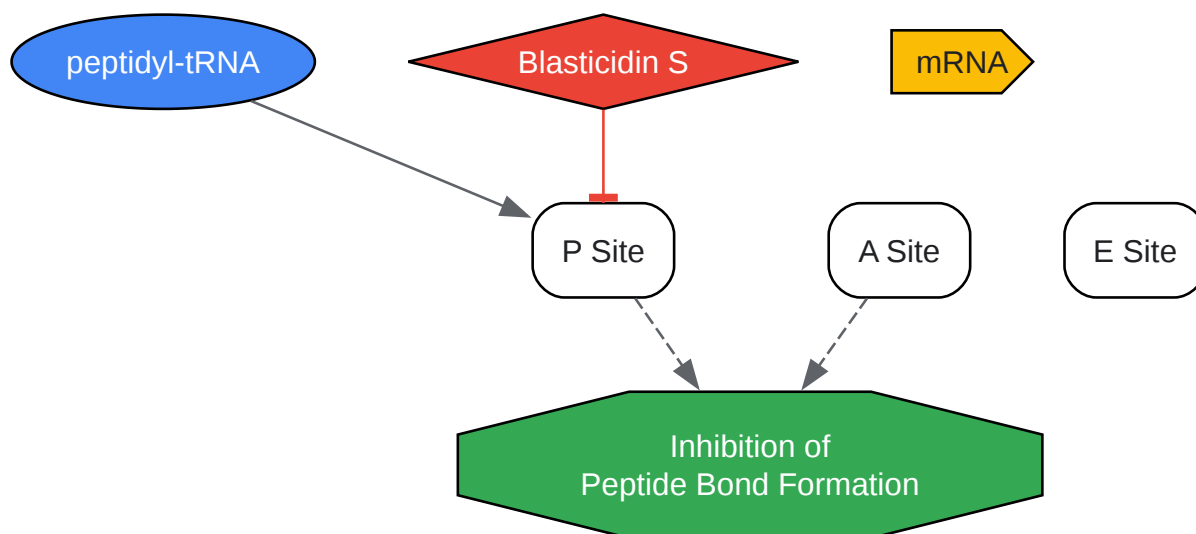 peptidyl-tRNA
Blasticidin S
mRNA
P Site
A Site
E Site
Inhibition of
Peptide Bond Formation